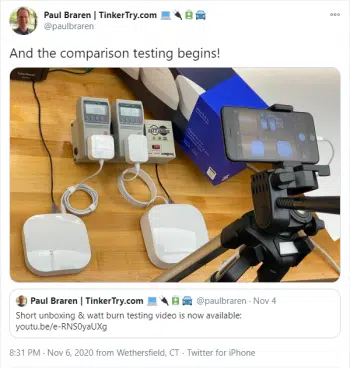 Paul Braren | TinkerTry.com
@paulbraren
And the comparison testing begins!
Paul Braren | TinkerTry.com @paulbraren · Nov 4
Short unboxing & watt burn testing video is now available:
youtu.be/e-RNS0yaUXg
8:31 PM · Nov 6, 2020 from Wethersfield, CT · Twitter for iPhone